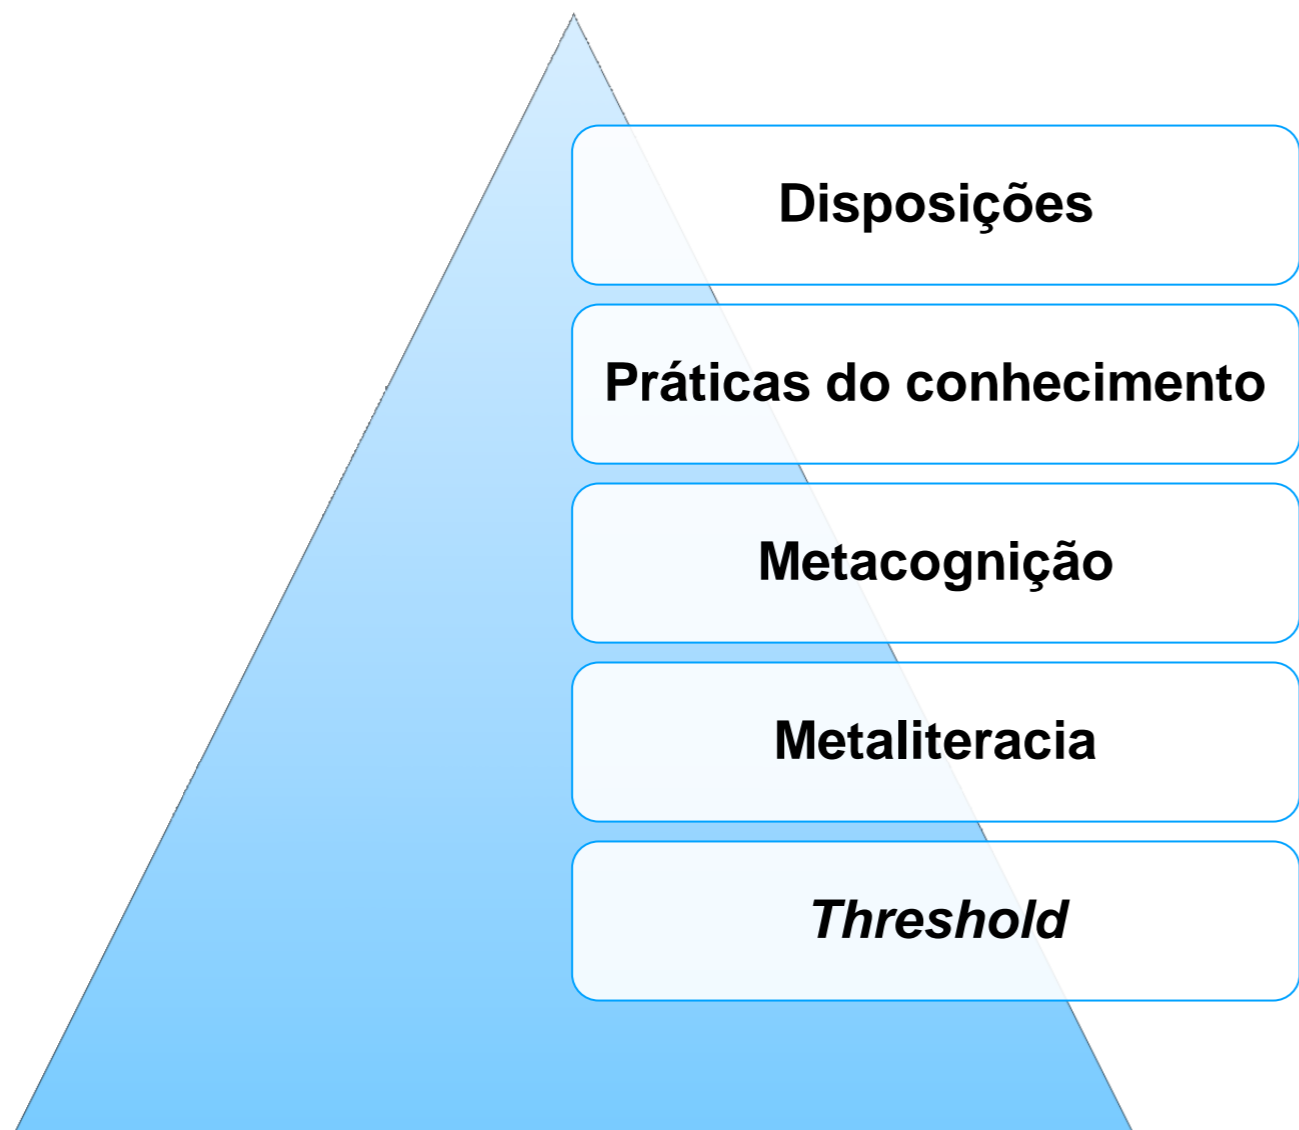 Disposições
Práticas do conhecimento
Metacognição
Metaliteracia
Threshold